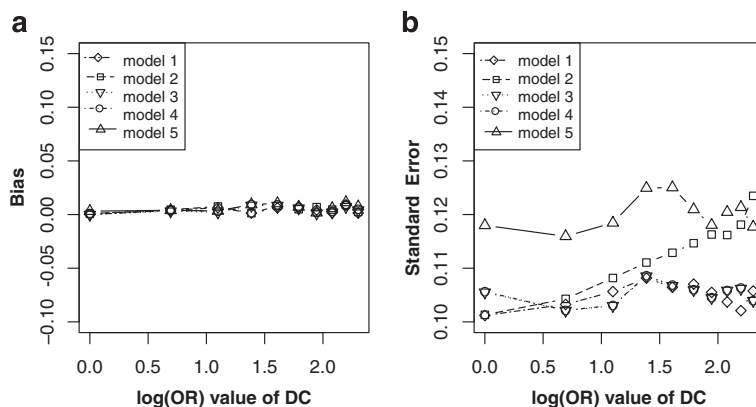 a
0.15
0.10
0.05
0.00
−0.05
−0.10
Bias
model 1
model 2
model 3
model 4
model 5
0.0
0.5
1.0
1.5
2.0
log(OR) value of DC
b
0.15
0.14
0.13
0.12
0.11
0.10
Standard Error
model 1
model 2
model 3
model 4
model 5
0.0
0.5
1.0
1.5
2.0
log(OR) value of DC